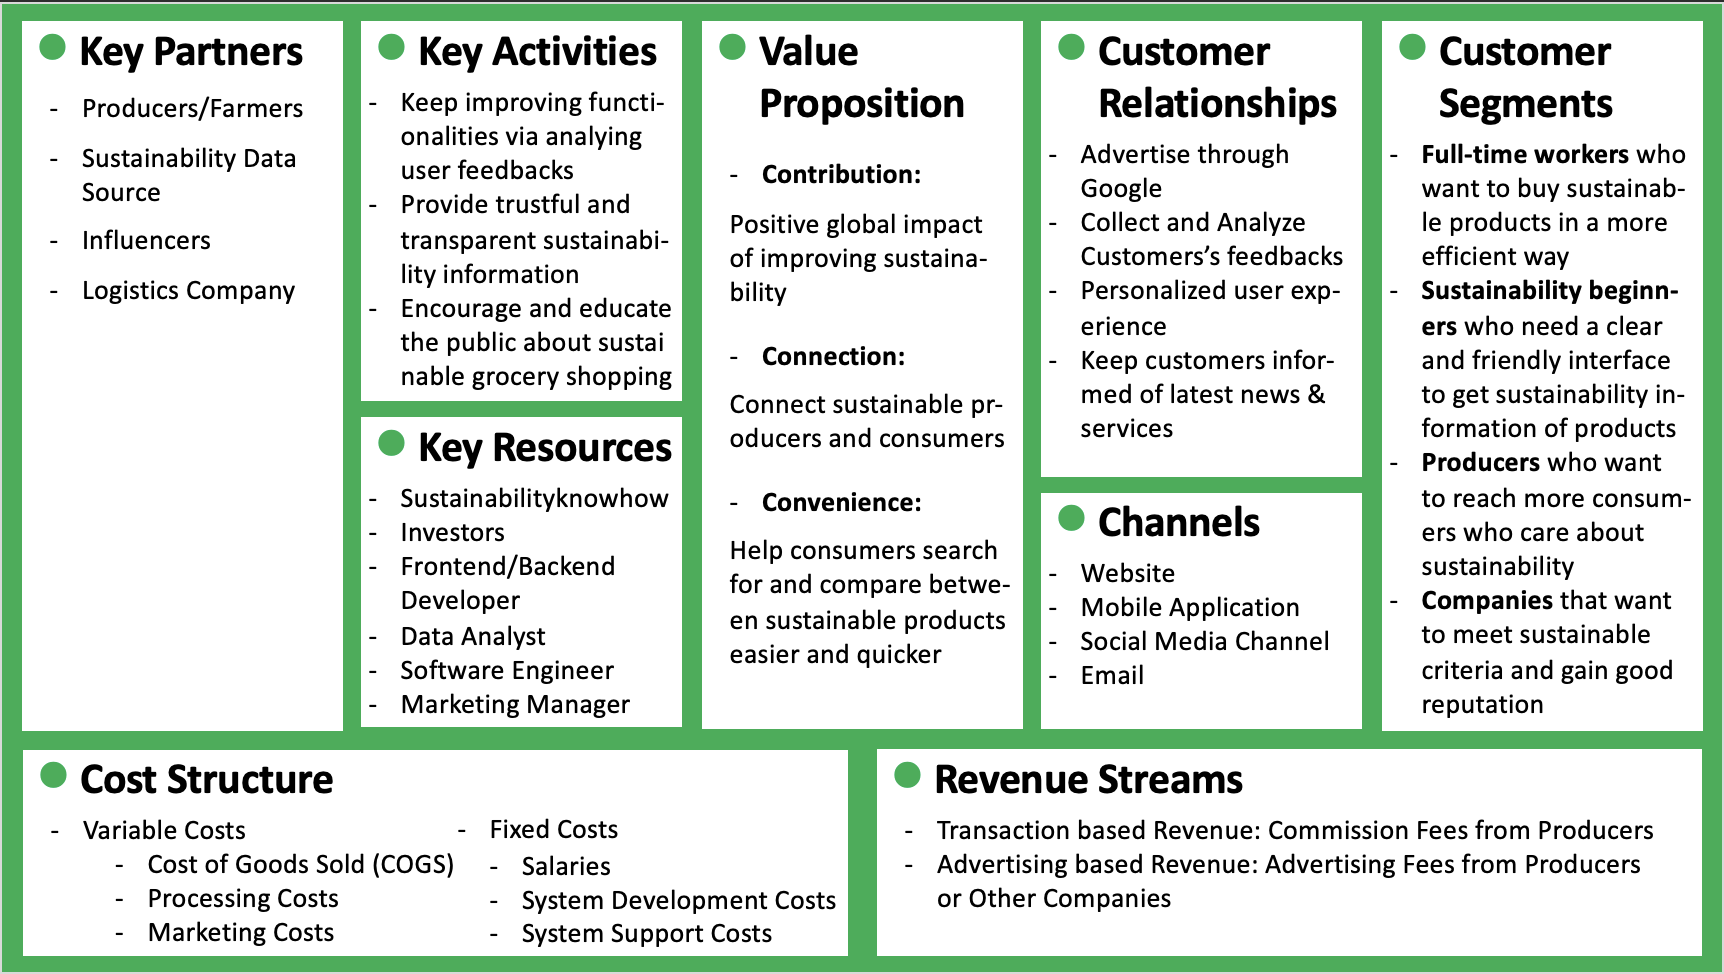 Key Partners
- Producers/Farmers
- Sustainability Data
Source
- Influencers
- Logistics Company
Key Activities
- Keep improving functi-
onalities via analying
user feedbacks
- Provide trustful and
transparent sustainabi-
lity information
- Encourage and educate
the public about sustai
nable grocery shopping
Key Resources
- Sustainabilityknowhow
- Investors
- Frontend/Backend
Developer
- Data Analyst
- Software Engineer
- Marketing Manager
Value
Proposition
- Contribution:
Positive global impact
of improving sustaina-
bility
- Connection:
Connect sustainable pr-
oducers and consumers
- Convenience:
Help consumers search
for and compare betwe-
en sustainable products
easier and quicker
Customer
Relationships
- Advertise through
Google
- Collect and Analyze
Customers’s feedbacks
- Personalized user exp-
erience
- Keep customers infor-
med of latest news &
services
Channels
- Website
- Mobile Application
- Social Media Channel
- Email
Customer
Segments
- Full-time workers who
want to buy sustainab-
le products in a more
efficient way
- Sustainability beginn-
ers who need a clear
and friendly interface
to get sustainability in-
formation of products
- Producers who want
to reach more consum-
ers who care about
sustainability
- Companies that want
to meet sustainable
criteria and gain good
reputation
Cost Structure
- Variable Costs
- Cost of Goods Sold (COGS)
- Processing Costs
- Marketing Costs
- Fixed Costs
- Salaries
- System Development Costs
- System Support Costs
Revenue Streams
- Transaction based Revenue: Commission Fees from Producers
- Advertising based Revenue: Advertising Fees from Producers
or Other Companies